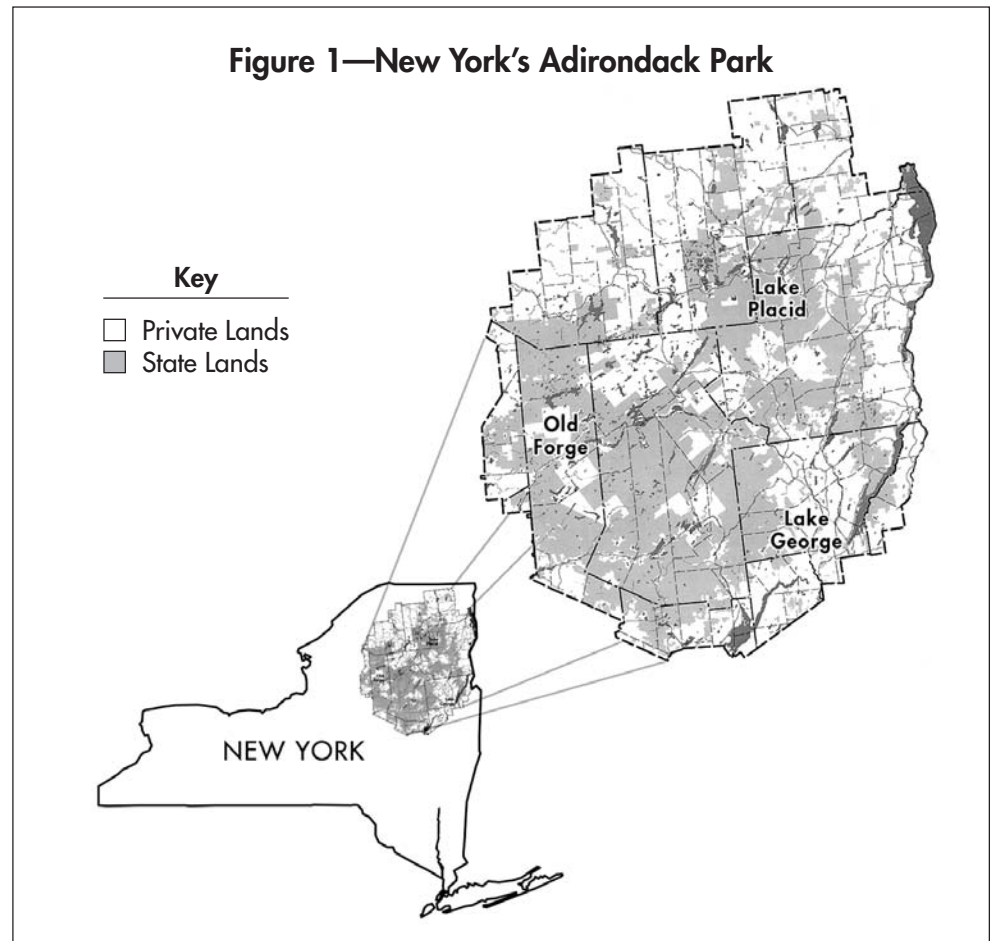 Figure 1—New York's Adirondack Park
Key
Private Lands
State Lands
Lake
Placid
Old
Forge
Lake
George
NEW YORK